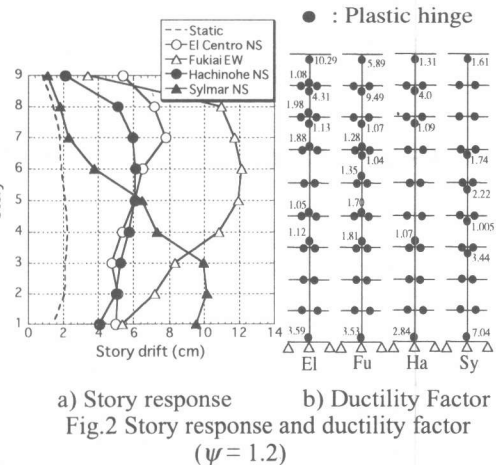 ● : Plastic hinge
Static
El Centro NS
Fukiai EW
Hachinohe NS
Sylmar NS
9
8
7
6
5
4
3
2
1
0 2 4 6 8 10 12 14
Story drift (cm)
10.29 5.89 1.31 1.61
1.08
4.31 9.49 4.0
1.98
1.13 1.07 1.09
1.88 1.28
1.04 1.74
1.35
2.22
1.05 1.70
1.005
1.12 1.81 1.07
3.44
3.59 3.53 2.84 7.04
El Fu Ha Sy
a) Story response b) Ductility Factor
Fig.2 Story response and ductility factor
(ψ = 1.2)